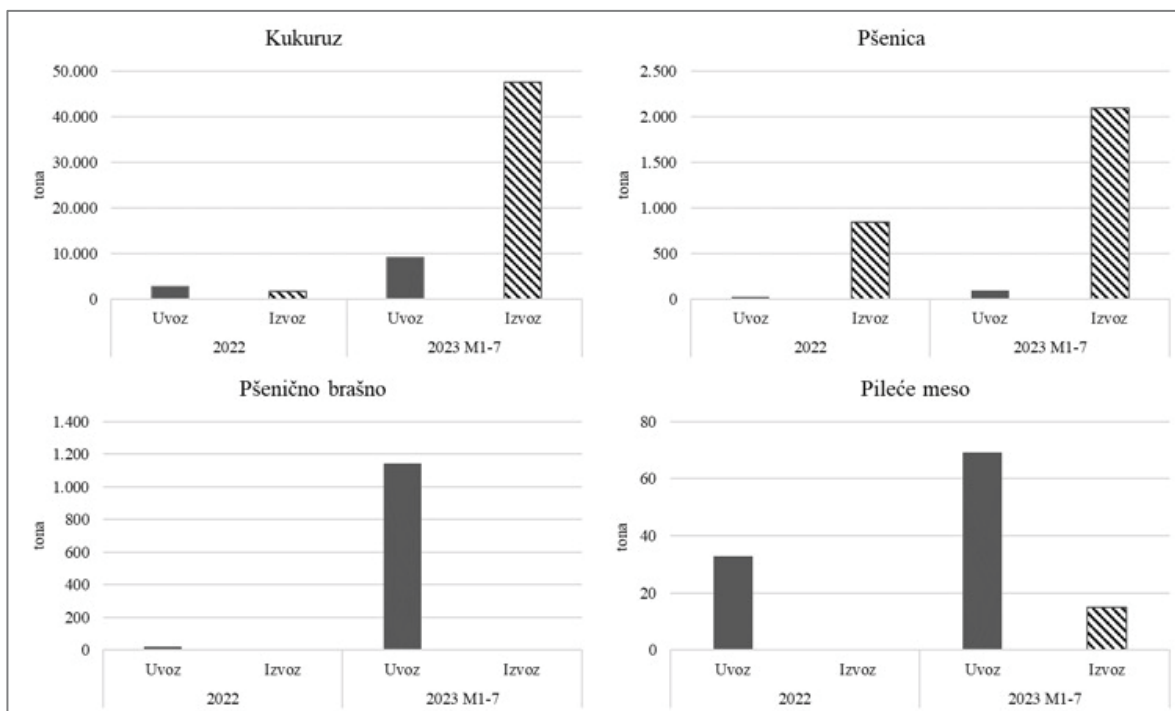 Kukuruz
50.000
40.000
30.000
20.000
10.000
0
tona
Uvoz Izvoz Uvoz Izvoz
2022 2023 M1-7
Pšenica
2.500
2.000
1.500
1.000
500
0
tona
Uvoz Izvoz Uvoz Izvoz
2022 2023 M1-7
Pšenično brašno
1.400
1.200
1.000
800
600
400
200
0
tona
Uvoz Izvoz Uvoz Izvoz
2022 2023 M1-7
Pileće meso
80
60
40
20
0
tona
Uvoz Izvoz Uvoz Izvoz
2022 2023 M1-7